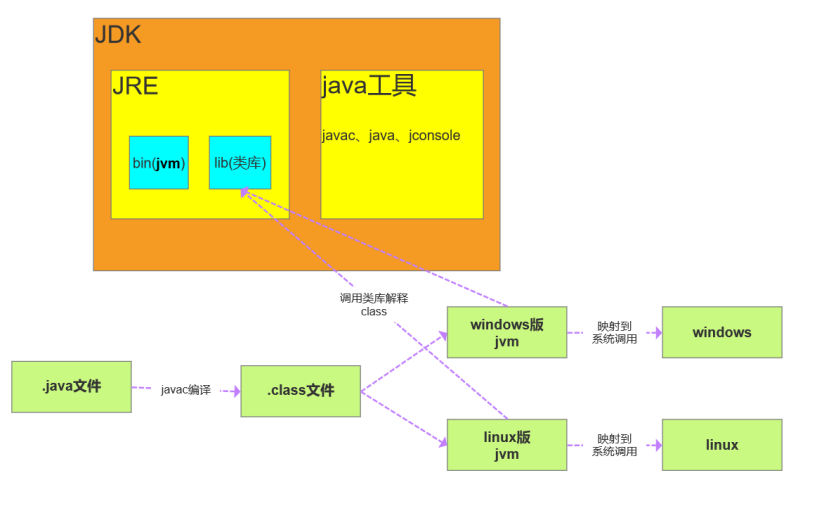 JDK
JRE
java工具
javac、java、jconsole
bin(jvm)
lib(类库)
调用类库解释
class
windows版
jvm
映射到
系统调用
windows
.java文件
javac编译
.class文件
linux版
jvm
映射到
系统调用
linux